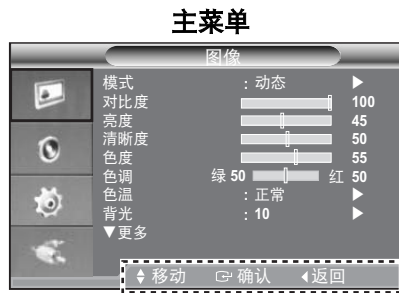 主菜单
图像
模式 : 动态 ▶
对比度 100
亮度 45
清晰度 50
色度 55
色调 绿 50 红 50
色温 : 正常 ▶
背光 : 10 ▶
▼更多
移动 确认 返回